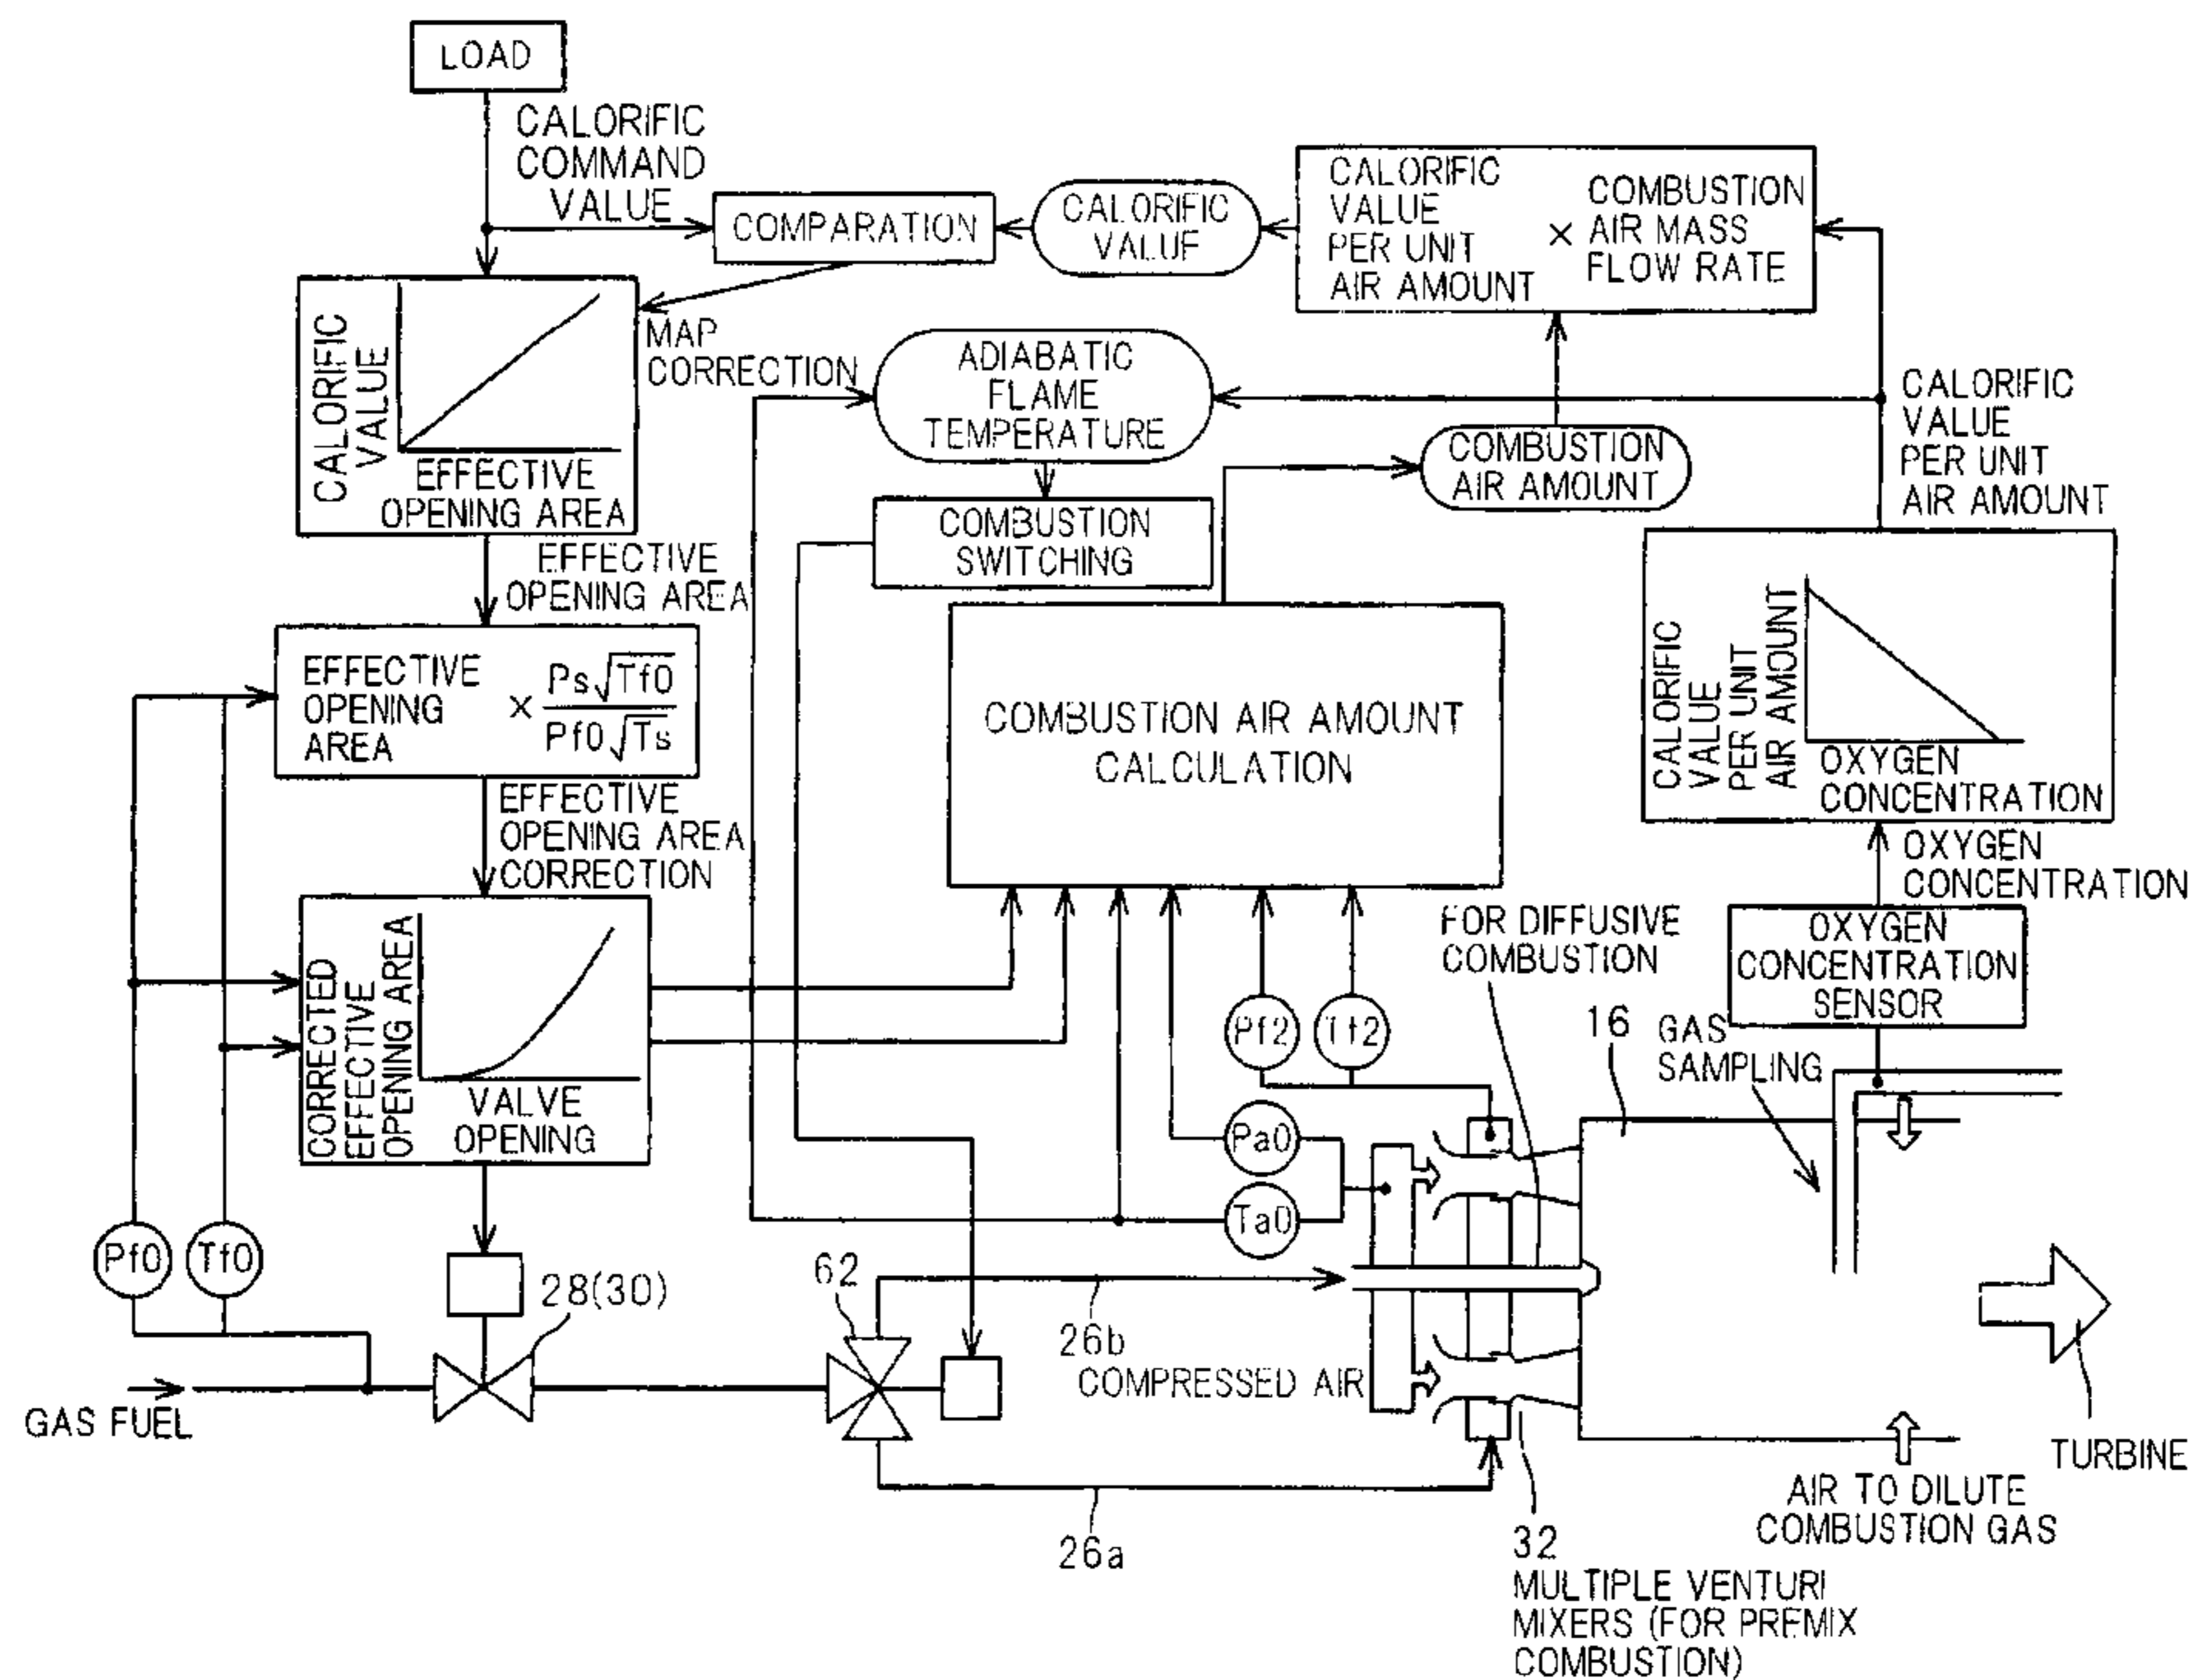 LOAD
CALORIFIC
COMMAND
VALUE
COMPARATION
CALORIFIC
VALUE
CALORIFIC
VALUE
PER UNIT
AIR AMOUNT
×
COMBUSTION
AIR MASS
FLOW RATE
CALORIFIC
VALUE
EFFECTIVE
OPENING AREA
MAP
CORRECTION
ADIABATIC
FLAME
TEMPERATURE
COMBUSTION
AIR AMOUNT
CALORIFIC
VALUE
PER UNIT
AIR AMOUNT
COMBUSTION
SWITCHING
EFFECTIVE
OPENING AREA
EFFECTIVE
OPENING
AREA
× Ps√Tf0
Pf0√Ts
COMBUSTION AIR AMOUNT
CALCULATION
CALORIFIC
VALUE
PER UNIT
AIR AMOUNT
OXYGEN
CONCENTRATION
EFFECTIVE
OPENING AREA
CORRECTION
OXYGEN
CONCENTRATION
CORRECTED
EFFECTIVE
OPENING AREA
VALVE
OPENING
FOR DIFFUSIVE
COMBUSTION
OXYGEN
CONCENTRATION
SENSOR
Pf2
Tf2
16
GAS
SAMPLING
Pa0
Ta0
Pf0
Tf0
28(30)
62
26b
COMPRESSED AIR
GAS FUEL
TURBINE
AIR TO DILUTE
COMBUSTION GAS
26a
32
MULTIPLE VENTURI
MIXERS (FOR PREMIX
COMBUSTION)